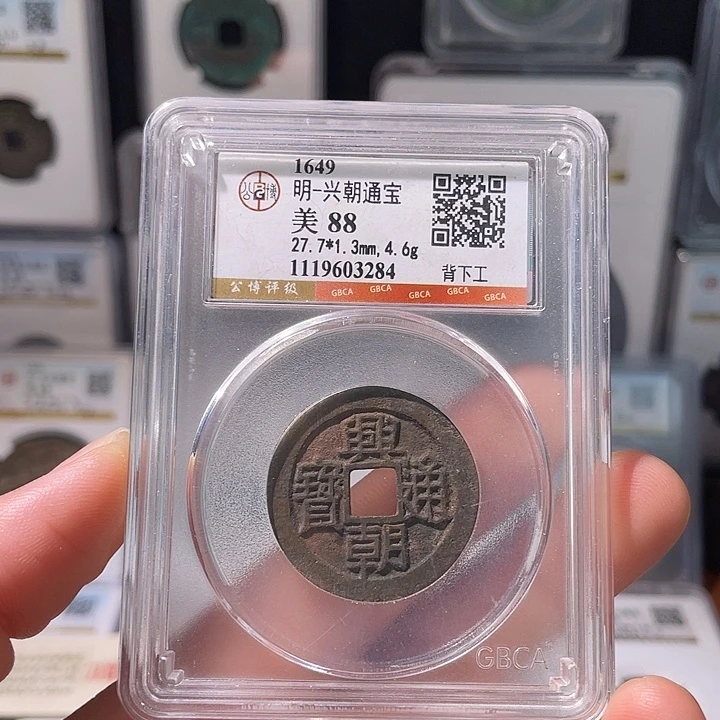 1649
明-兴朝通宝
美 88
27.7*1.3mm,4.6g
1119603284 背下工
公博评级 GBCA GBCA GBCA GBCA GBCA
興朝通寶
GBCA